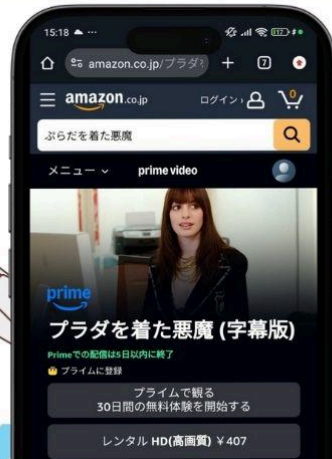 15:18
amazon.co.jp/プラダを
7
amazon.co.jp
ログイン›
0
ぷらだを着た悪魔
メニュー
prime video
prime
プラダを着た悪魔 (字幕版)
Primeでの配信は5日以内に終了
プライムに登録
プライムで観る
30日間の無料体験を開始する
レンタル HD(高画質) ¥407